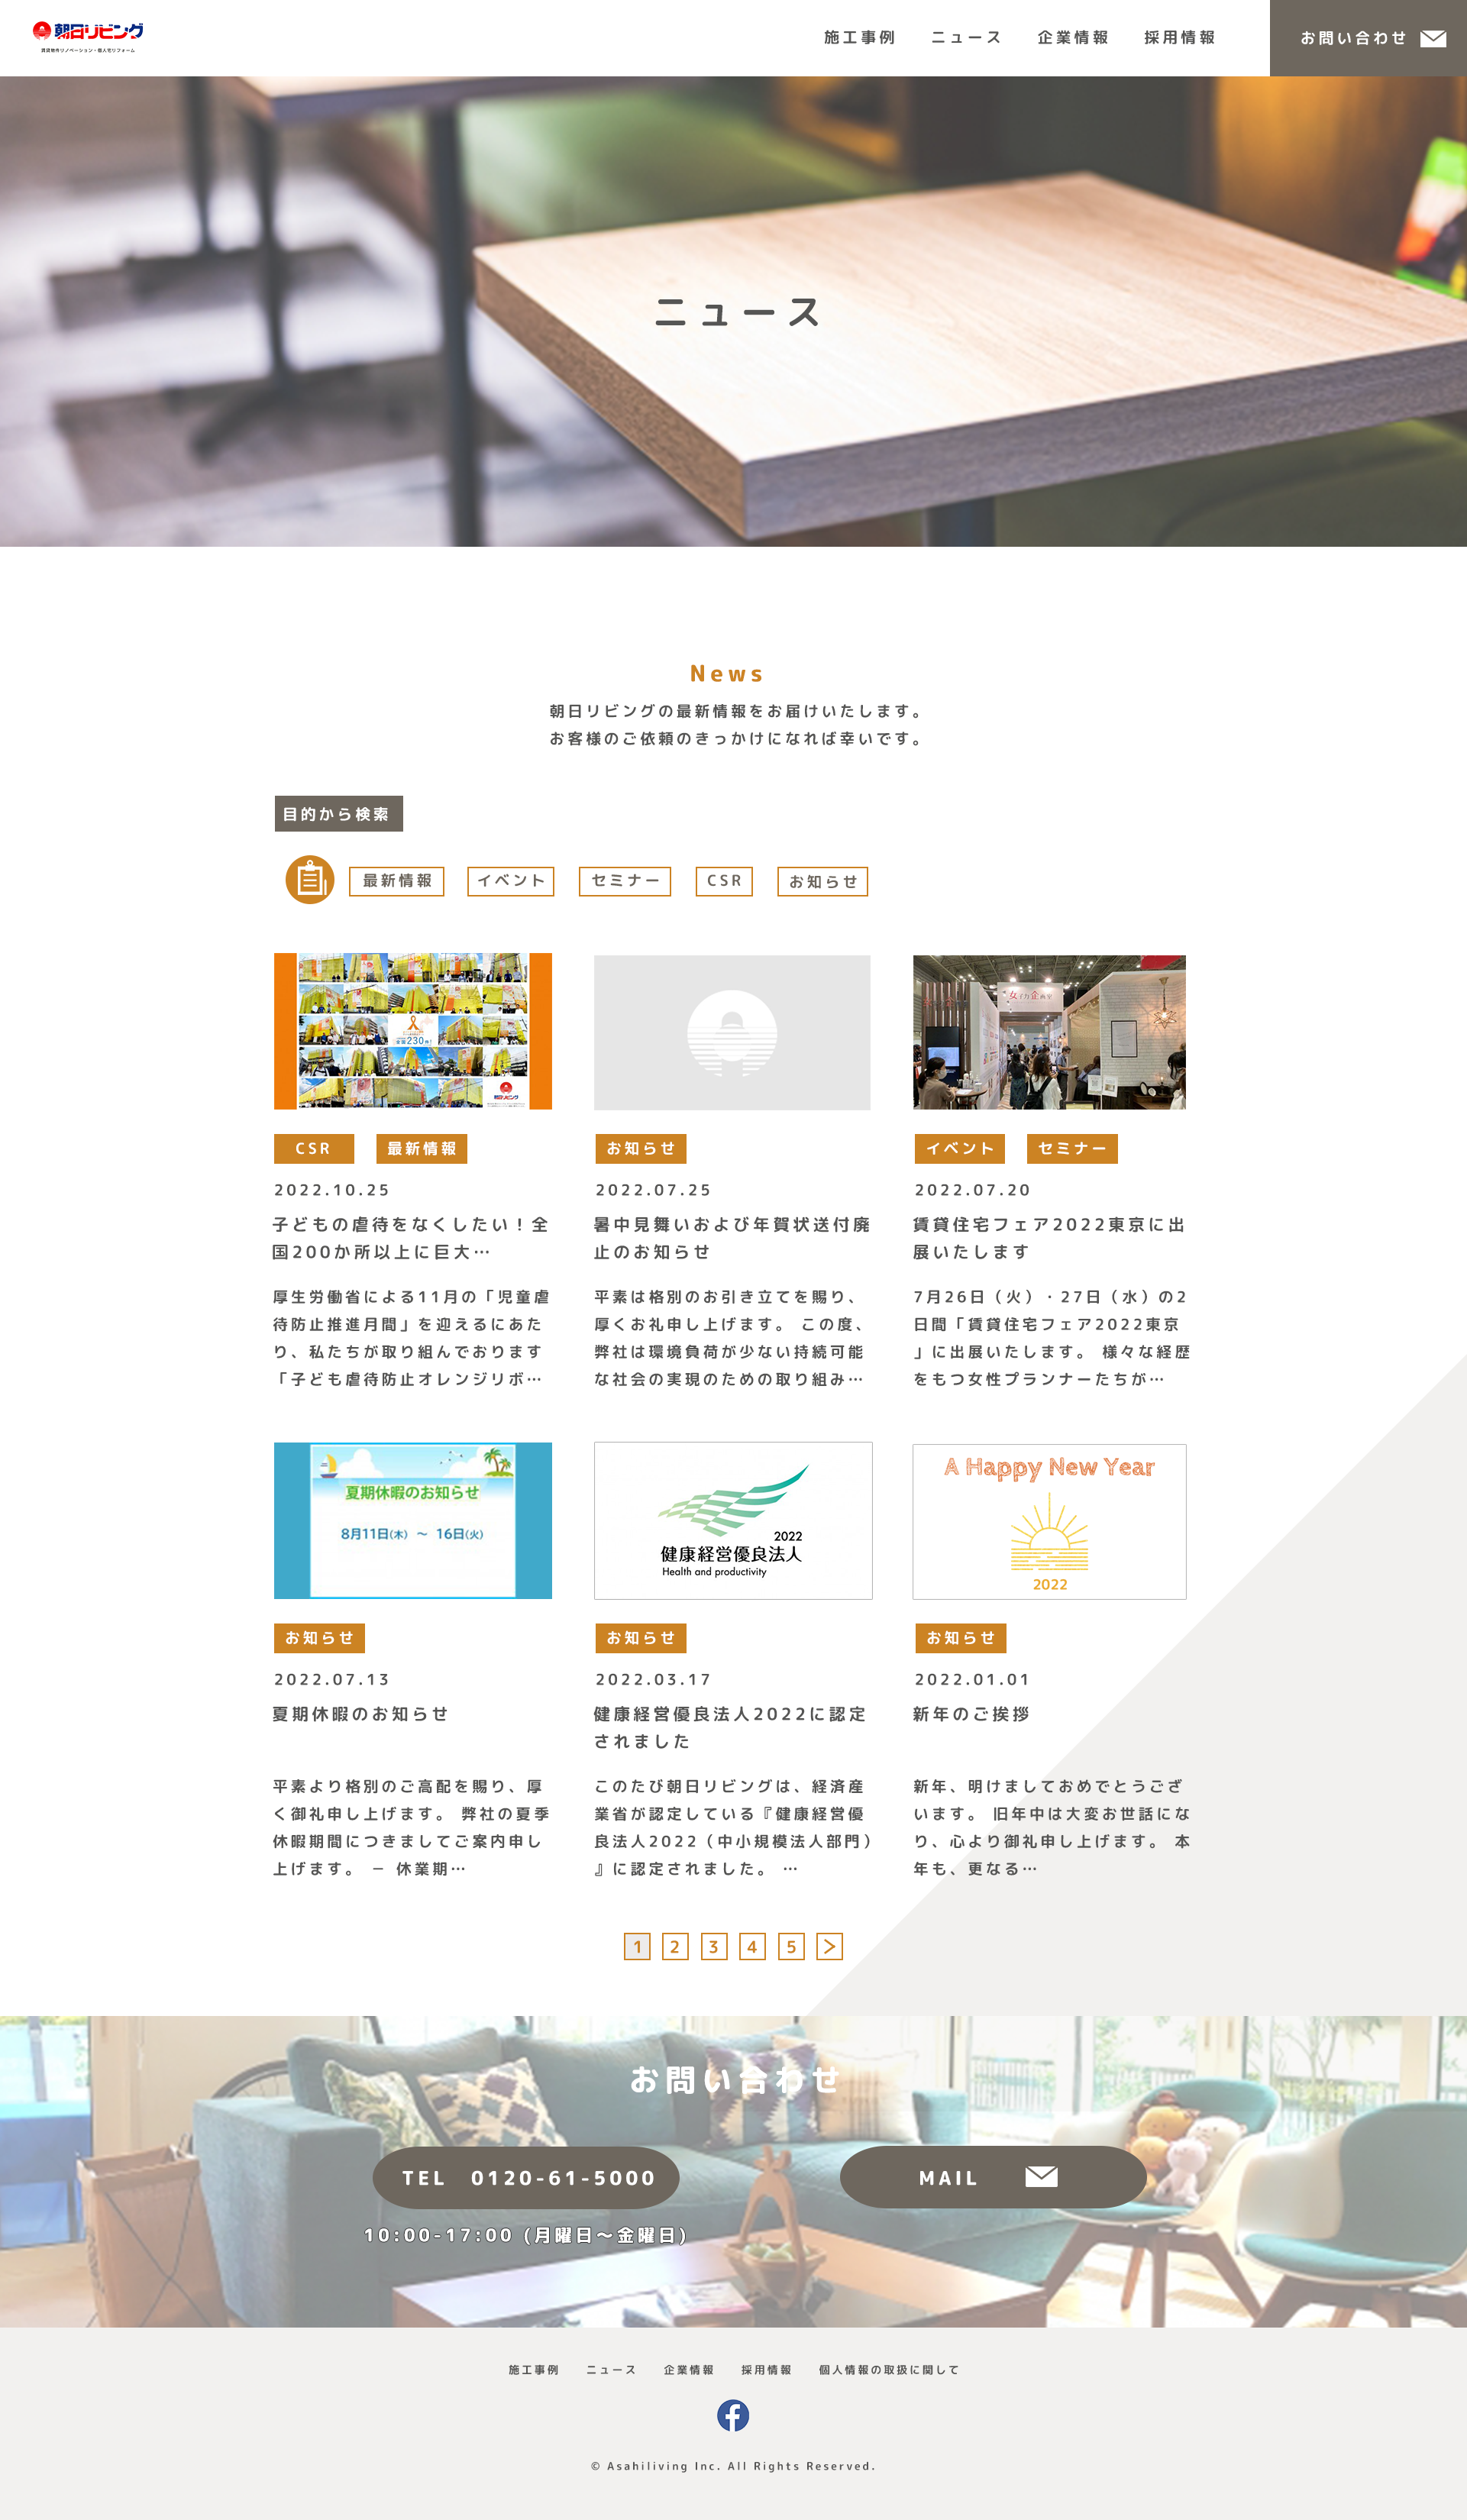 朝日リビング
賃貸物件リノベーション・個人宅リフォーム
施工事例 ニュース 企業情報 採用情報 お問い合わせ
ニュース
News
朝日リビングの最新情報をお届けいたします。
お客様のご依頼のきっかけになれば幸いです。
目的から検索
最新情報 イベント セミナー CSR お知らせ
全国230
朝日リビング
女子力企画室
CSR 最新情報
2022.10.25
子どもの虐待をなくしたい！全
国200か所以上に巨大…
厚生労働省による11月の「児童虐
待防止推進月間」を迎えるにあた
り、私たちが取り組んでおります
「子ども虐待防止オレンジリボ…
お知らせ
2022.07.25
暑中見舞いおよび年賀状送付廃
止のお知らせ
平素は格別のお引き立てを賜り、
厚くお礼申し上げます。 この度、
弊社は環境負荷が少ない持続可能
な社会の実現のための取り組み…
イベント セミナー
2022.07.20
賃貸住宅フェア2022東京に出
展いたします
7月26日（火）・27日（水）の2
日間「賃貸住宅フェア2022東京
」に出展いたします。 様々な経歴
をもつ女性プランナーたちが…
夏期休暇のお知らせ
8月11日(木) ～ 16日(火)
お知らせ
2022.07.13
夏期休暇のお知らせ
平素より格別のご高配を賜り、厚
く御礼申し上げます。 弊社の夏季
休暇期間につきましてご案内申し
上げます。 － 休業期…
2022
健康経営優良法人
Health and productivity
お知らせ
2022.03.17
健康経営優良法人2022に認定
されました
このたび朝日リビングは、経済産
業省が認定している『健康経営優
良法人2022（中小規模法人部門）
』に認定されました。 …
A Happy New Year
2022
お知らせ
2022.01.01
新年のご挨拶
新年、明けましておめでとうござ
います。 旧年中は大変お世話にな
り、心より御礼申し上げます。 本
年も、更なる…
1 2 3 4 5 >
お問い合わせ
TEL 0120-61-5000
MAIL
10:00-17:00 (月曜日～金曜日)
施工事例 ニュース 企業情報 採用情報 個人情報の取扱に関して
© Asahiliving Inc. All Rights Reserved.